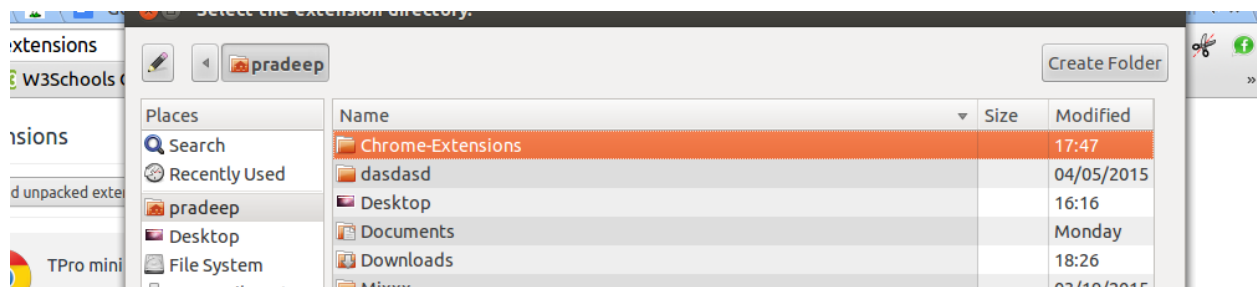 Select the extension directory.
xtensions
pradeep
Create Folder
W3Schools
Places
Name Size Modified
nsions
Search
Chrome-Extensions 17:47
Recently Used
dasdasd 04/05/2015
d unpacked exte
pradeep
Desktop 16:16
Desktop
Documents Monday
TPro mini
File System
Downloads 18:26